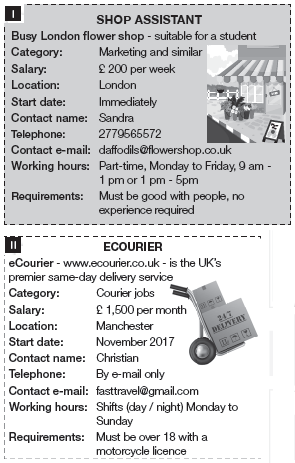 I
SHOP ASSISTANT
Busy London flower shop - suitable for a student
Category: Marketing and similar
Salary: £ 200 per week
Location: London
Start date: Immediately
Contact name: Sandra
Telephone: 2779565572
Contact e-mail: daffodils@flowershop.co.uk
Working hours: Part-time, Monday to Friday, 9 am -
1 pm or 1 pm - 5pm
Requirements: Must be good with people, no
experience required
II
ECOURIER
eCourier - www.ecourier.co.uk - is the UK's
premier same-day delivery service
Category: Courier jobs
Salary: £ 1,500 per month
Location: Manchester
Start date: November 2017
Contact name: Christian
Telephone: By e-mail only
Contact e-mail: fasttravel@gmail.com
Working hours: Shifts (day / night) Monday to
Sunday
Requirements: Must be over 18 with a
motorcycle licence
24/7
DELIVERY